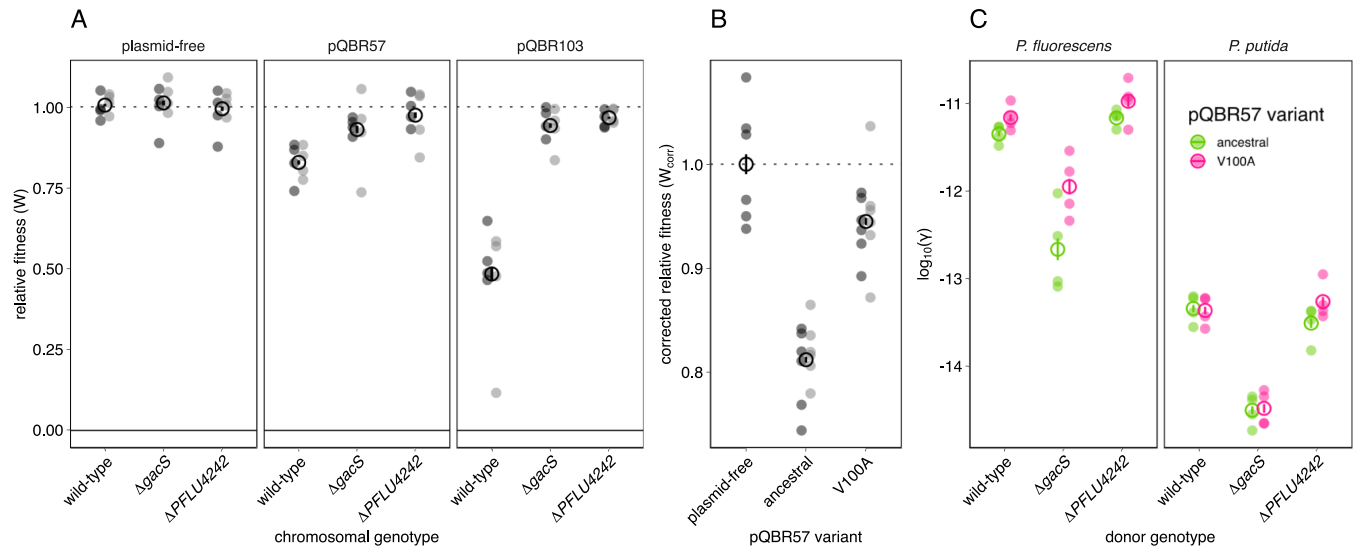 A
plasmid-free
pQBR57
pQBR103
relative fitness (W)
1.00
0.75
0.50
0.25
0.00
wild-type
ΔgacS
ΔPFLU4242
wild-type
ΔgacS
ΔPFLU4242
wild-type
ΔgacS
ΔPFLU4242
chromosomal genotype
B
corrected relative fitness (Wcorr)
1.0
0.9
0.8
plasmid-free
ancestral
V100A
pQBR57 variant
C
P. fluorescens
P. putida
log10(γ)
-11
-12
-13
-14
pQBR57 variant
ancestral
V100A
wild-type
ΔgacS
ΔPFLU4242
wild-type
ΔgacS
ΔPFLU4242
donor genotype